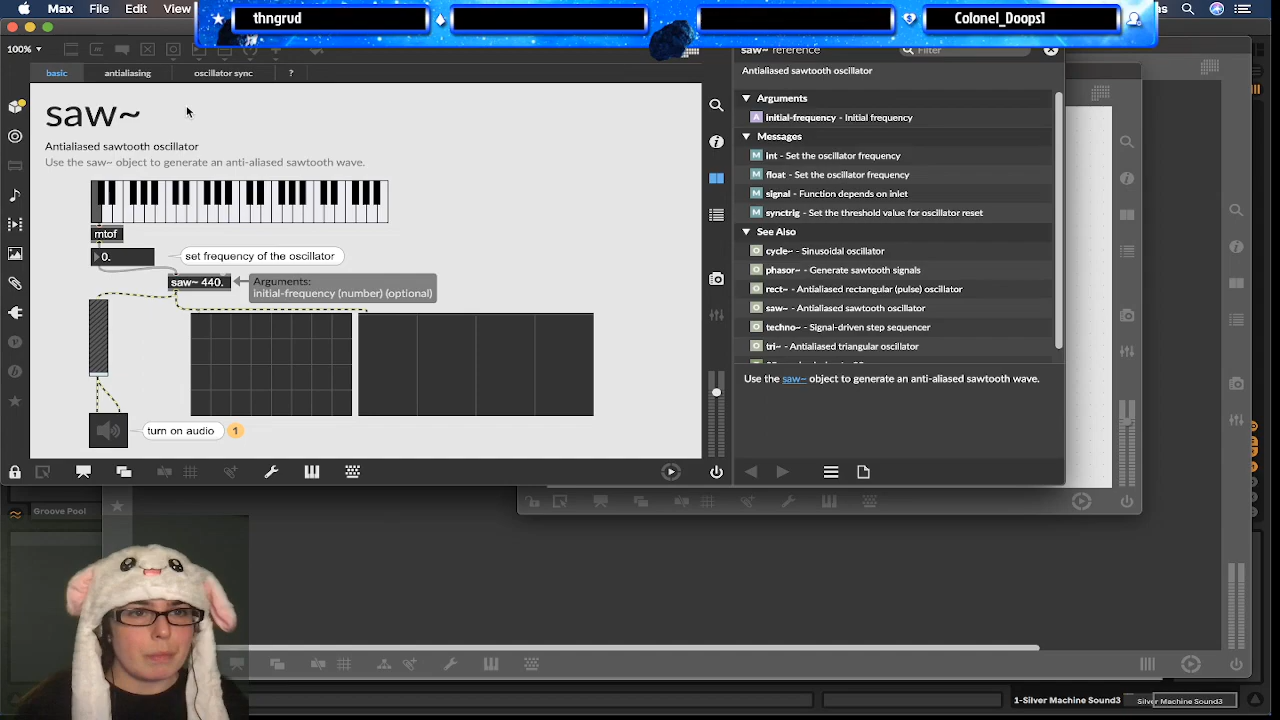 Max File Edit View
thngrud
Colonel_Doops1
100%
saw~ reference
Filter
basic
antialiasing
oscillator sync
?
Antialiased sawtooth oscillator
saw~
Antialiased sawtooth oscillator
Use the saw~ object to generate an anti-aliased sawtooth wave.
mtof
0.
set frequency of the oscillator
saw~ 440.
Arguments:
initial-frequency (number) (optional)
turn on audio
1
Arguments
initial-frequency - Initial frequency
Messages
int - Set the oscillator frequency
float - Set the oscillator frequency
signal - Function depends on inlet
synctrig - Set the threshold value for oscillator reset
See Also
cycle~ - Sinusoidal oscillator
phasor~ - Generate sawtooth signals
rect~ - Antialiased rectangular (pulse) oscillator
saw~ - Antialiased sawtooth oscillator
techno~ - Signal-driven step sequencer
tri~ - Antialiased triangular oscillator
Use the saw~ object to generate an anti-aliased sawtooth wave.
Groove Pool
1-Silver Machine Sound3
Silver Machine Sound3